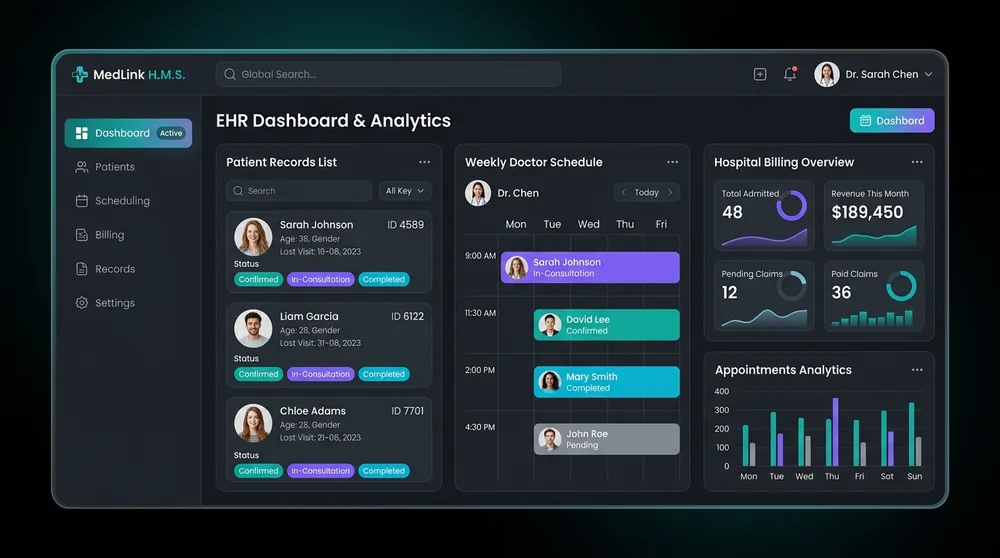 MedLink H.M.S.
Global Search...
Dr. Sarah Chen
Dashboard Active
Patients
Scheduling
Billing
Records
Settings
EHR Dashboard & Analytics
Dashbord
Patient Records List
Search
All Key
Sarah Johnson ID 4589
Age: 38, Gender
Last Visit: 19-08, 2023
Status
Confirmed In-Consultation Completed
Liam Garcia ID 6122
Age: 28, Gender
Last Visit: 31-08, 2023
Status
Confirmed In-Consultation Completed
Chloe Adams ID 7701
Age: 28, Gender
Last Visit: 21-08, 2023
Status
Confirmed In-Consultation Completed
Weekly Doctor Schedule
Dr. Chen
Today
Mon Tue Wed Thu Fri
9:00 AM
Sarah Johnson
In-Consultation
11:30 AM
David Lee
Confirmed
2:00 PM
Mary Smith
Completed
4:30 PM
John Roe
Pending
Hospital Billing Overview
Total Admitted
48
Revenue This Month
$189,450
Pending Claims
12
Paid Claims
36
Appointments Analytics
400
300
200
100
0
Mon Tue Wed Thu Fri Sat Sun